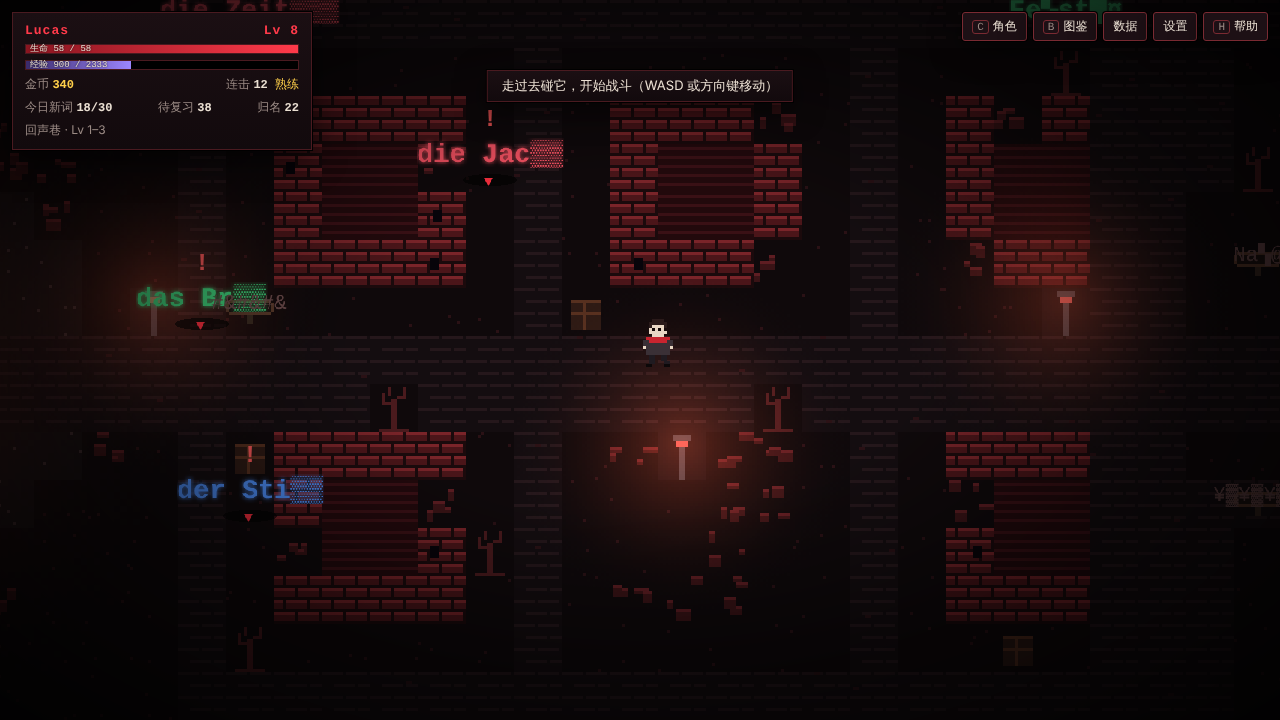 die Zeit
Lucas Lv 8
生命 58 / 58
经验 900 / 2333
金币 340 连击 12 熟练
今日新词 18/30 待复习 38 归名 22
回声巷 · Lv 1–3
C 角色 B 图鉴 数据 设置 H 帮助
走过去碰它，开始战斗（WASD 或方向键移动）
!
die Jac
!
das Br
!
der Sti